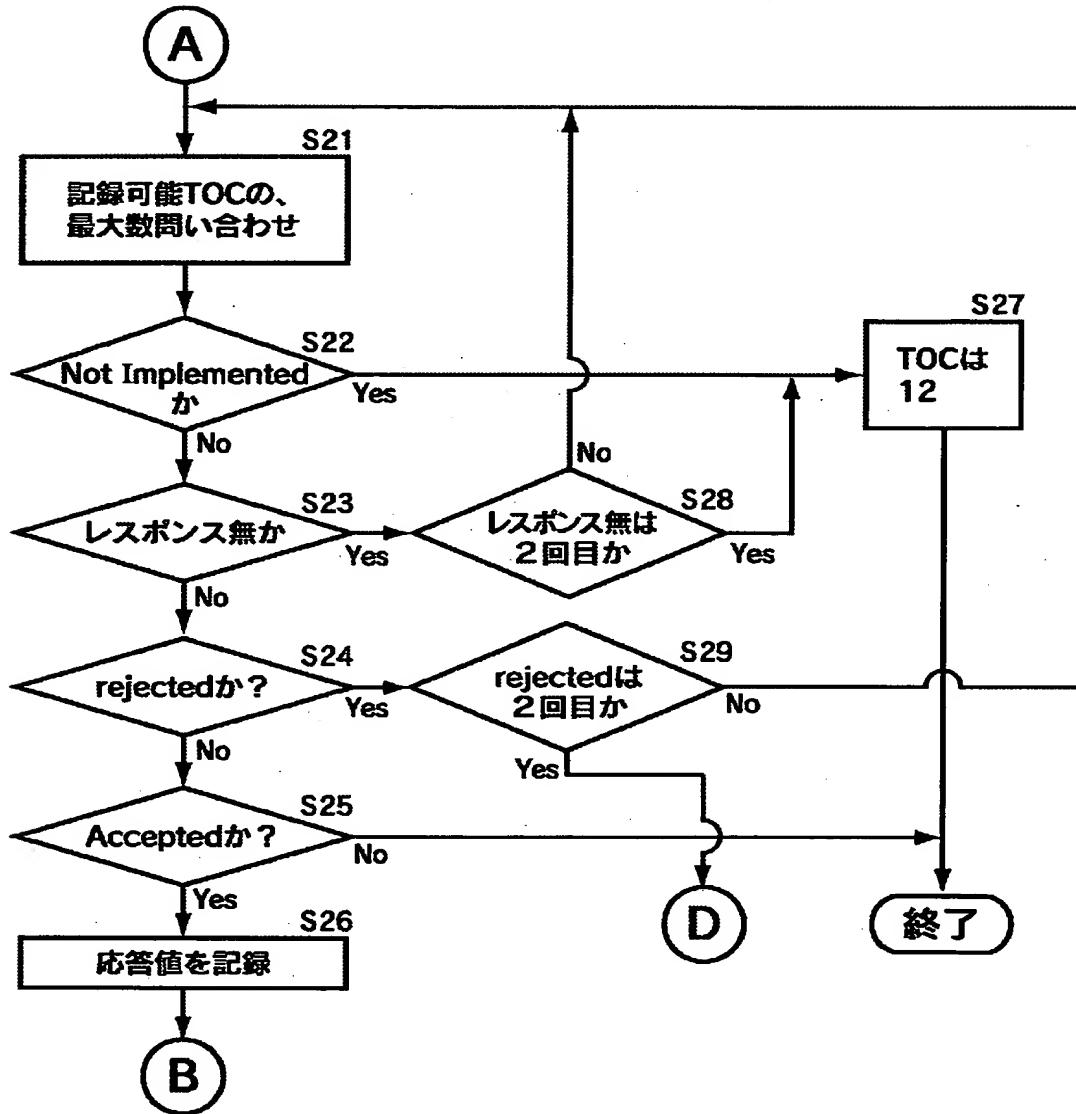 A
S21
記録可能TOCの、
最大数問い合わせ
S22
Not Implemented
か
Yes
No
S27
TOCは
12
S23
レスポンス無か
Yes
No
S28
レスポンス無は
2回目か
No
Yes
S24
rejectedか?
Yes
No
S29
rejectedは
2回目か
No
Yes
S25
Acceptedか?
No
Yes
S26
応答値を記録
D
終了
B